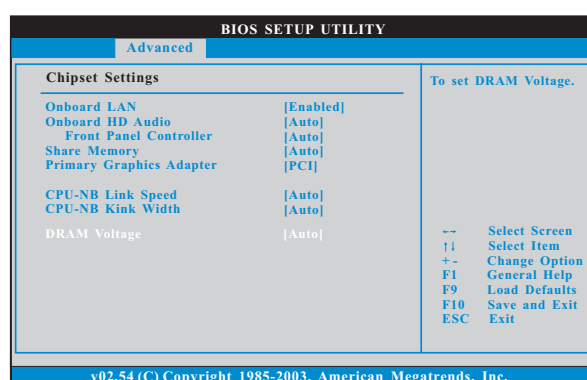 BIOS SETUP UTILITY
Advanced
Chipset Settings
Onboard LAN [Enabled]
Onboard HD Audio [Auto]
Front Panel Controller [Auto]
Share Memory [Auto]
Primary Graphics Adapter [PCI]
CPU-NB Link Speed [Auto]
CPU-NB Kink Width [Auto]
DRAM Voltage [Auto]
To set DRAM Voltage.
←→ Select Screen
↑↓ Select Item
+ - Change Option
F1 General Help
F9 Load Defaults
F10 Save and Exit
ESC Exit
v02.54 (C) Copyright 1985-2003, American Megatrends, Inc.